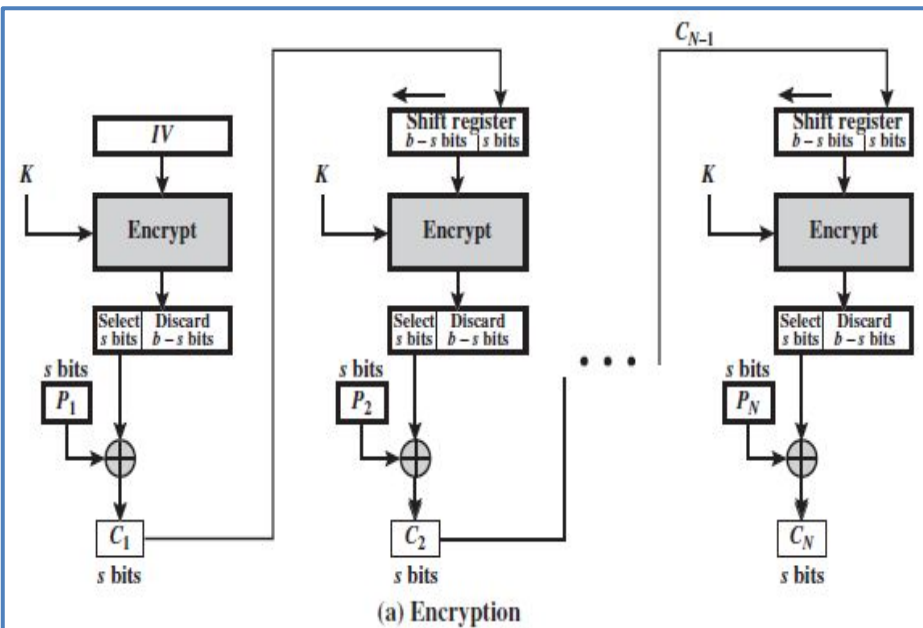 C_{N-1}
IV
Shift register
b – s bits | s bits
Shift register
b – s bits | s bits
K
K
K
Encrypt
Encrypt
Encrypt
Select
s bits
Discard
b – s bits
Select
s bits
Discard
b – s bits
Select
s bits
Discard
b – s bits
s bits
P_1
s bits
P_2
s bits
P_N
• • •
C_1
s bits
C_2
s bits
C_N
s bits
(a) Encryption